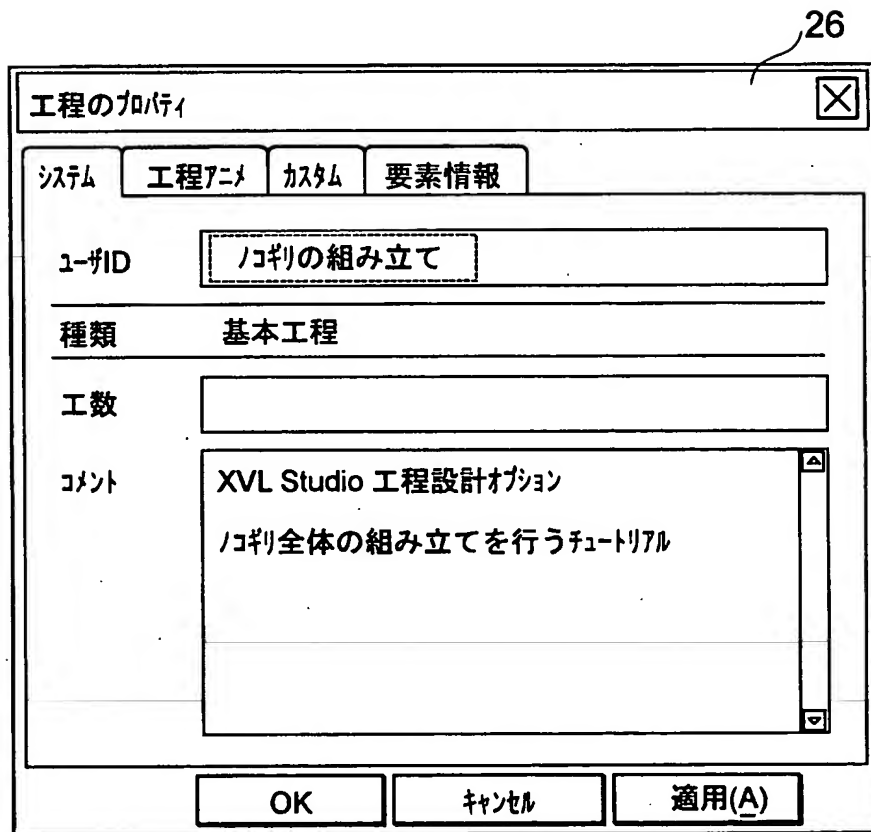 26
工程のﾌﾟﾛﾊﾟﾃｨ
ｼｽﾃﾑ 工程ｱﾆﾒ ｶｽﾀﾑ 要素情報
ﾕｰｻﾞID ﾉｺｷﾞﾘの組み立て
種類 基本工程
工数
ｺﾒﾝﾄ XVL Studio 工程設計ｵﾌﾟｼｮﾝ
ﾉｺｷﾞﾘ全体の組み立てを行うﾁｭｰﾄﾘｱﾙ
OK ｷｬﾝｾﾙ 適用(A)